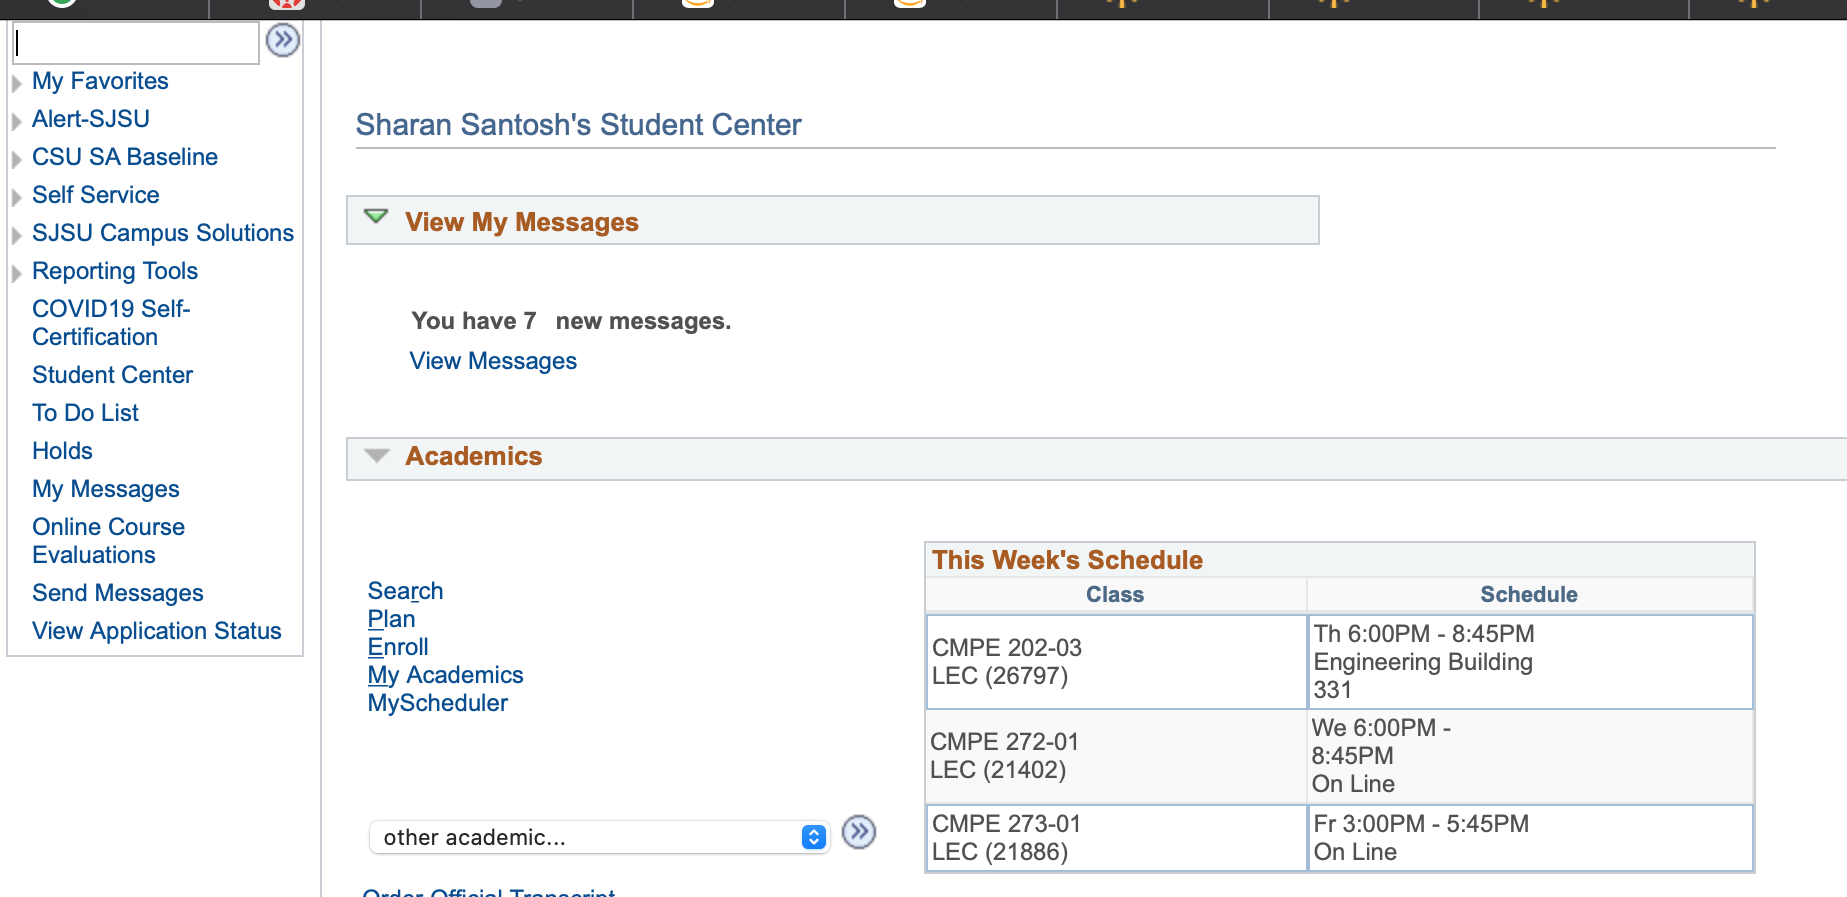 My Favorites
Alert-SJSU
CSU SA Baseline
Self Service
SJSU Campus Solutions
Reporting Tools
COVID19 Self-
Certification
Student Center
To Do List
Holds
My Messages
Online Course
Evaluations
Send Messages
View Application Status
Sharan Santosh's Student Center
View My Messages
You have 7 new messages.
View Messages
Academics
Search
Plan
Enroll
My Academics
MyScheduler
other academic...
Order Official Transcript
This Week's Schedule
Class Schedule
CMPE 202-03
LEC (26797)
Th 6:00PM - 8:45PM
Engineering Building
331
CMPE 272-01
LEC (21402)
We 6:00PM -
8:45PM
On Line
CMPE 273-01
LEC (21886)
Fr 3:00PM - 5:45PM
On Line